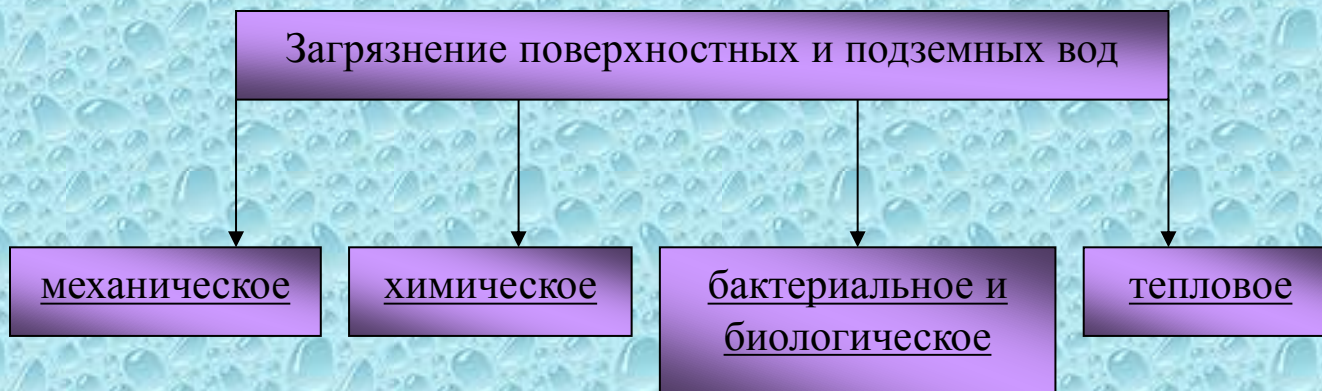 Загрязнение поверхностных и подземных вод
механическое
химическое
бактериальное и
биологическое
тепловое